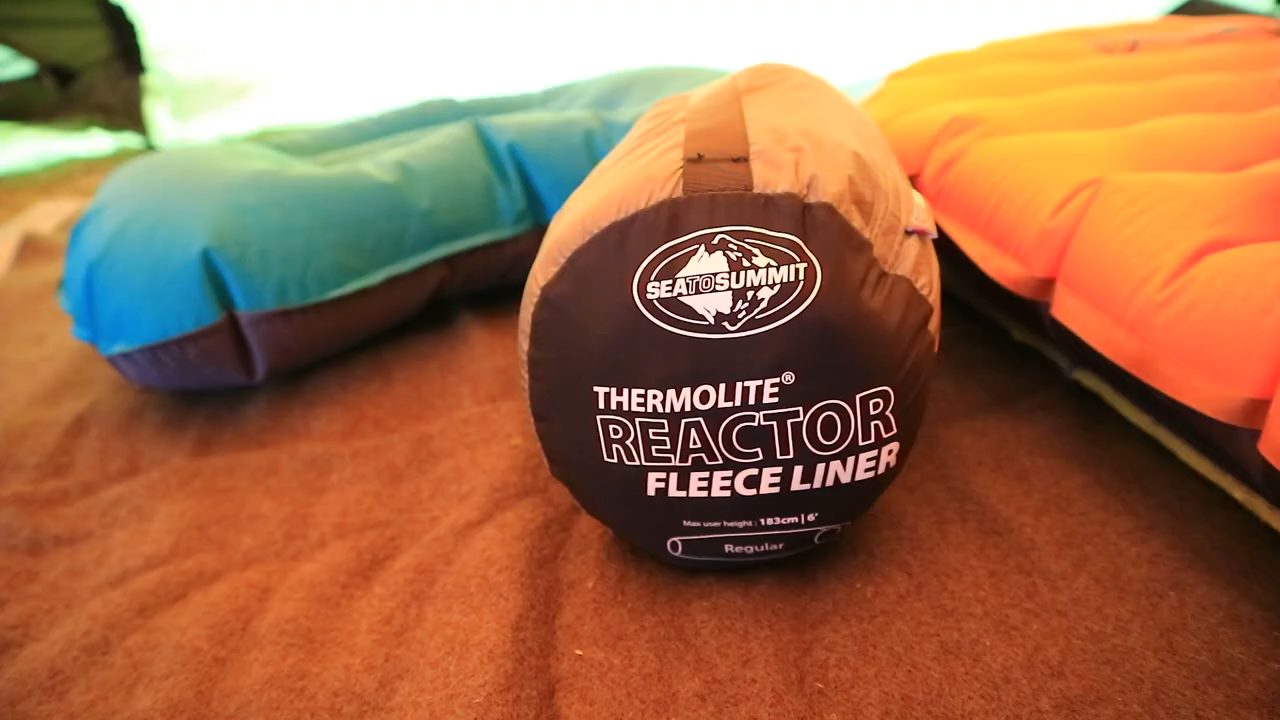 SEATOSUMMIT
THERMOLITE®
REACTOR
FLEECE LINER
Max user height : 183cm | 6'
Regular